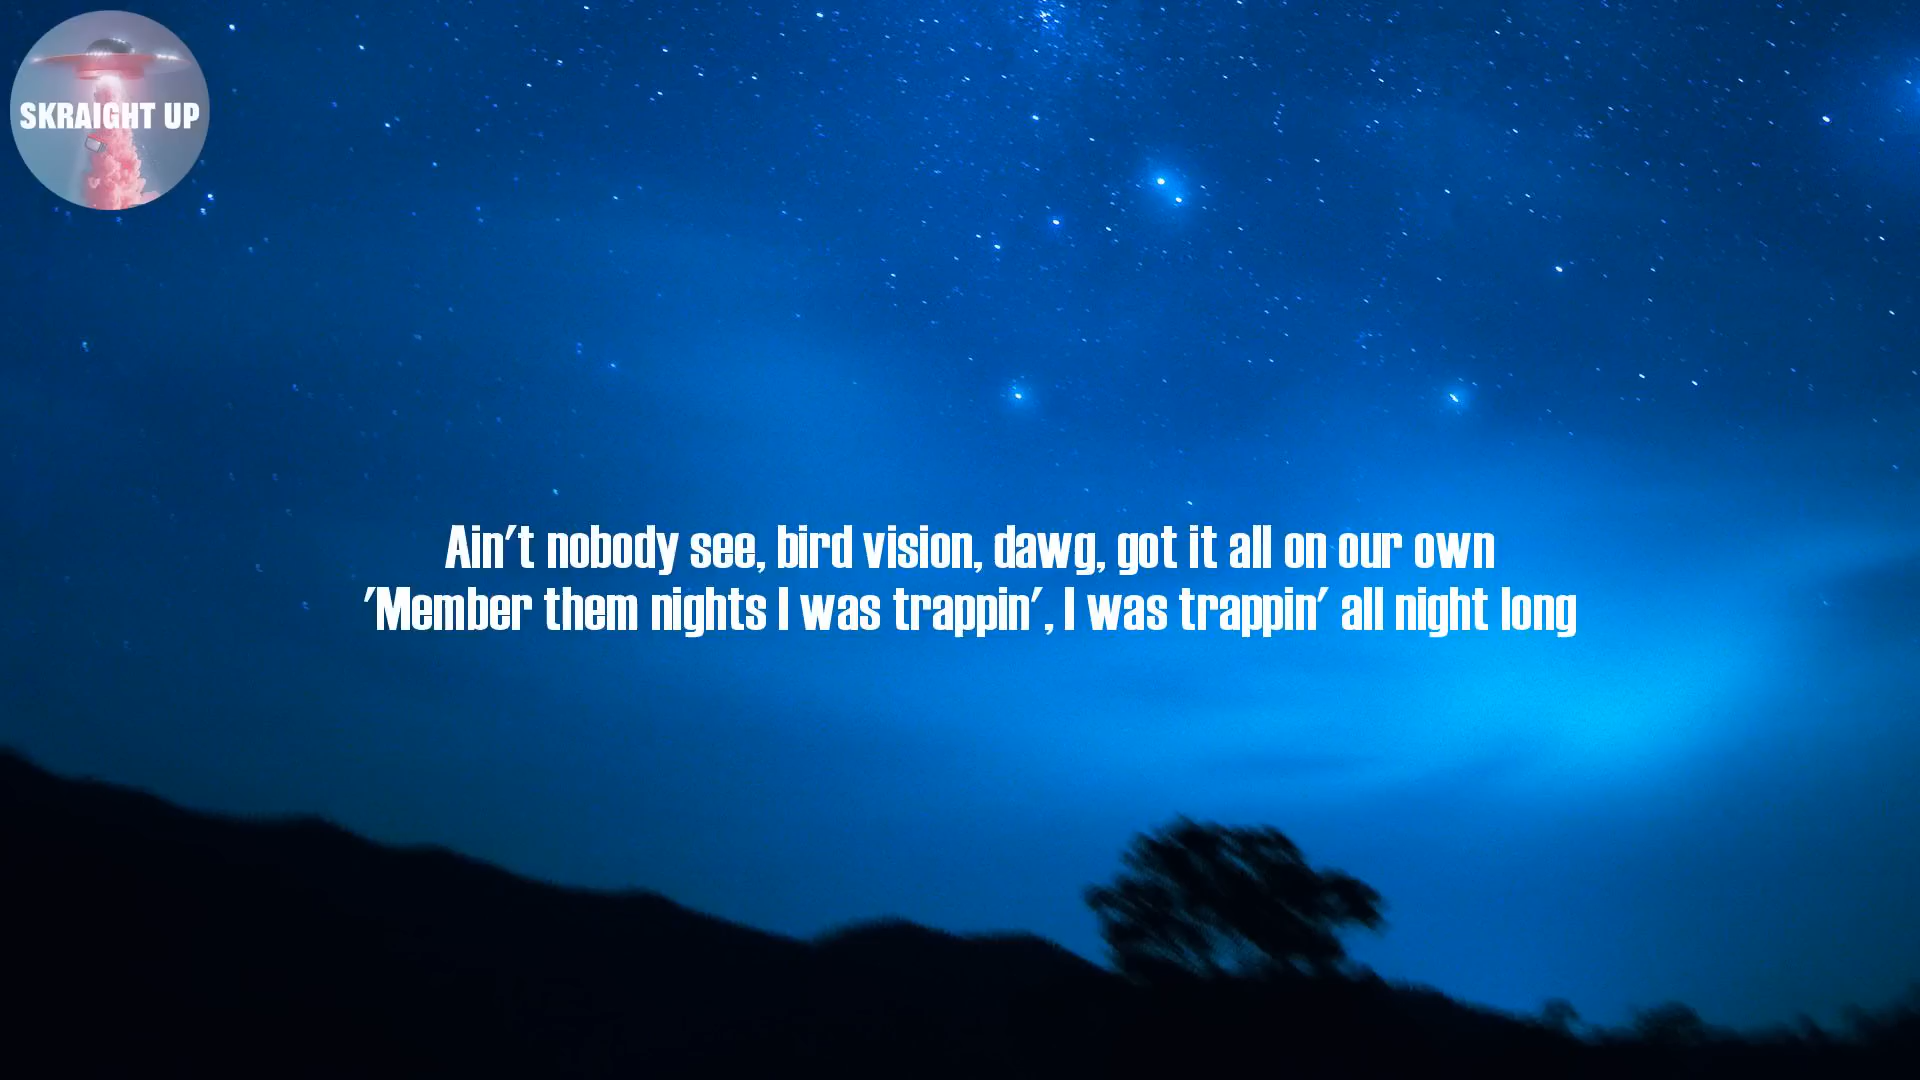 SKRAIGHT UP
Ain't nobody see, bird vision, dawg, got it all on our own
'Member them nights I was trappin', I was trappin' all night long